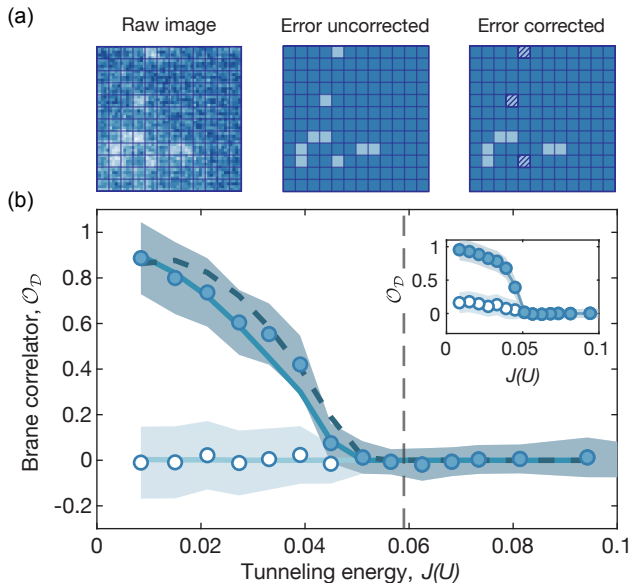 (a)
Raw image Error uncorrected Error corrected
(b)
Brane correlator, 𝒪_𝒟
1
0.8
0.6
0.4
0.2
0
-0.2
0 0.02 0.04 0.06 0.08 0.1
Tunneling energy, J(U)
𝒪_𝒟
1
0.5
0
0 0.05 0.1
J(U)